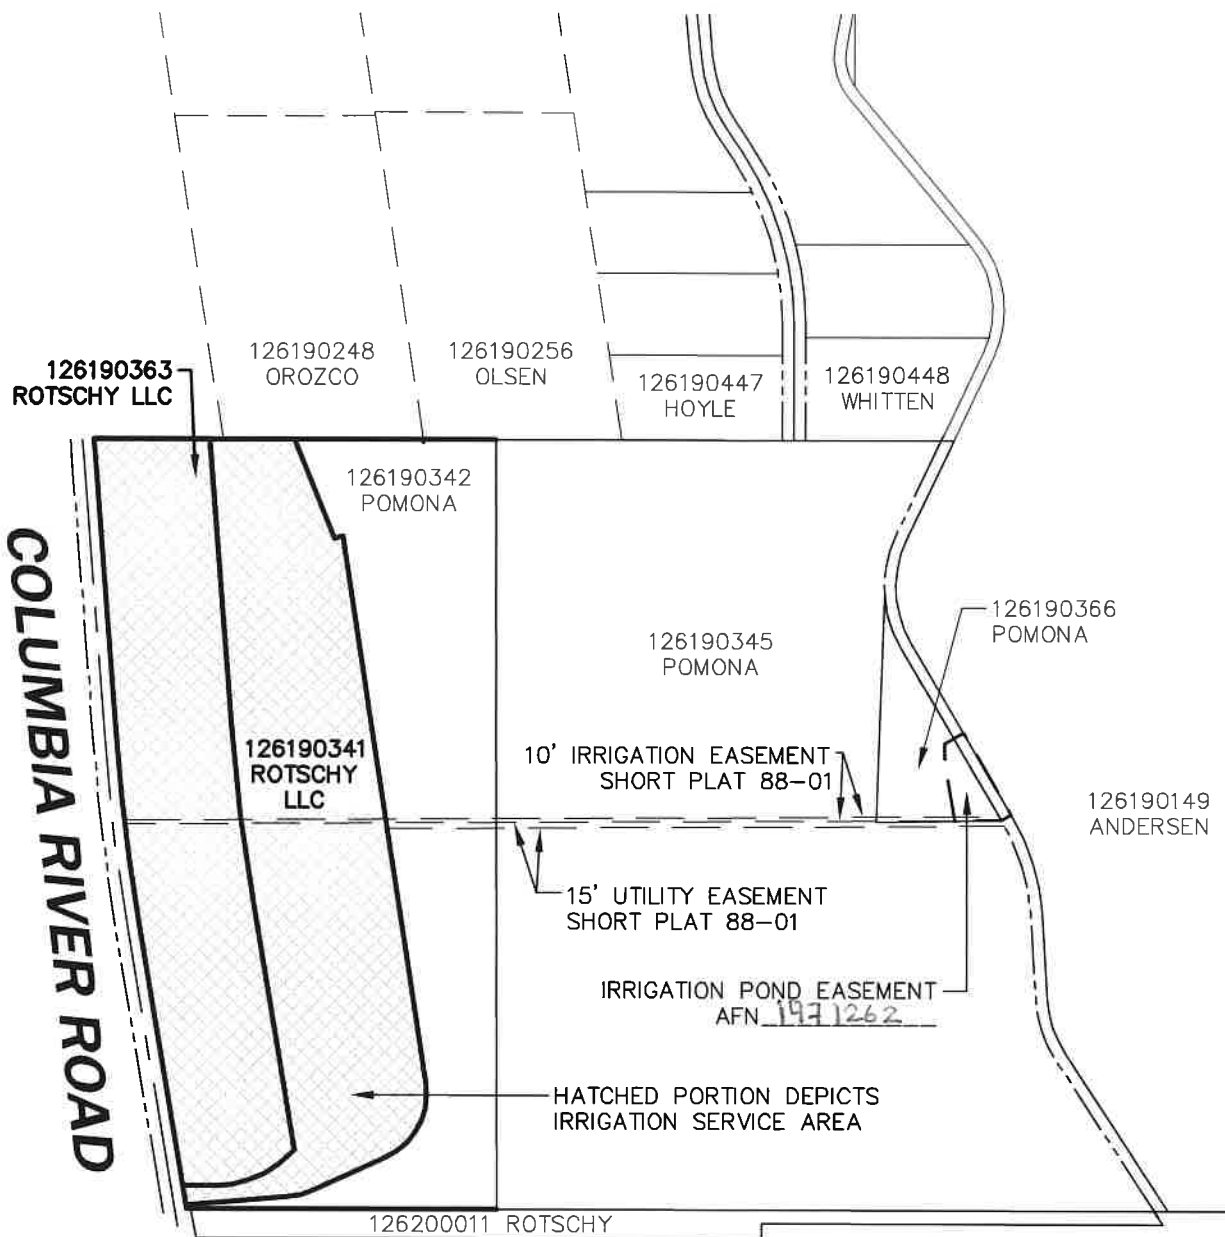 126190248
OROZCO
126190256
OLSEN
126190363
ROTSCHY LLC
126190447
HOYLE
126190448
WHITTEN
126190342
POMONA
COLUMBIA RIVER ROAD
126190345
POMONA
126190366
POMONA
126190341
ROTSCHY
LLC
10' IRRIGATION EASEMENT
SHORT PLAT 88-01
126190149
ANDERSEN
15' UTILITY EASEMENT
SHORT PLAT 88-01
IRRIGATION POND EASEMENT
AFN 1971262
HATCHED PORTION DEPICTS
IRRIGATION SERVICE AREA
126200011 ROTSCHY